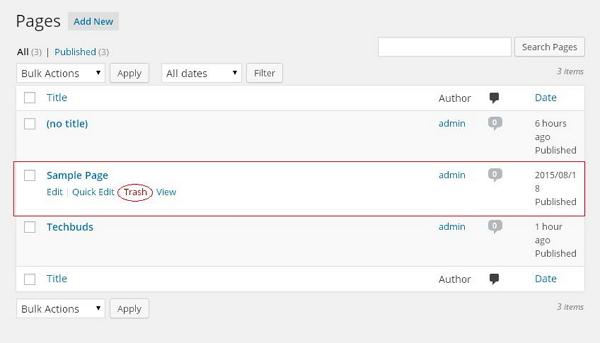 Pages Add New
All (3) | Published (3)
Search Pages
Bulk Actions Apply All dates Filter 3 items
Title Author Date
(no title) admin 0 6 hours
ago
Published
Sample Page admin 0 2015/08/1
Edit | Quick Edit Trash View 8
Published
Techbuds admin 0 1 hour
ago
Published
Title Author Date
Bulk Actions Apply 3 items